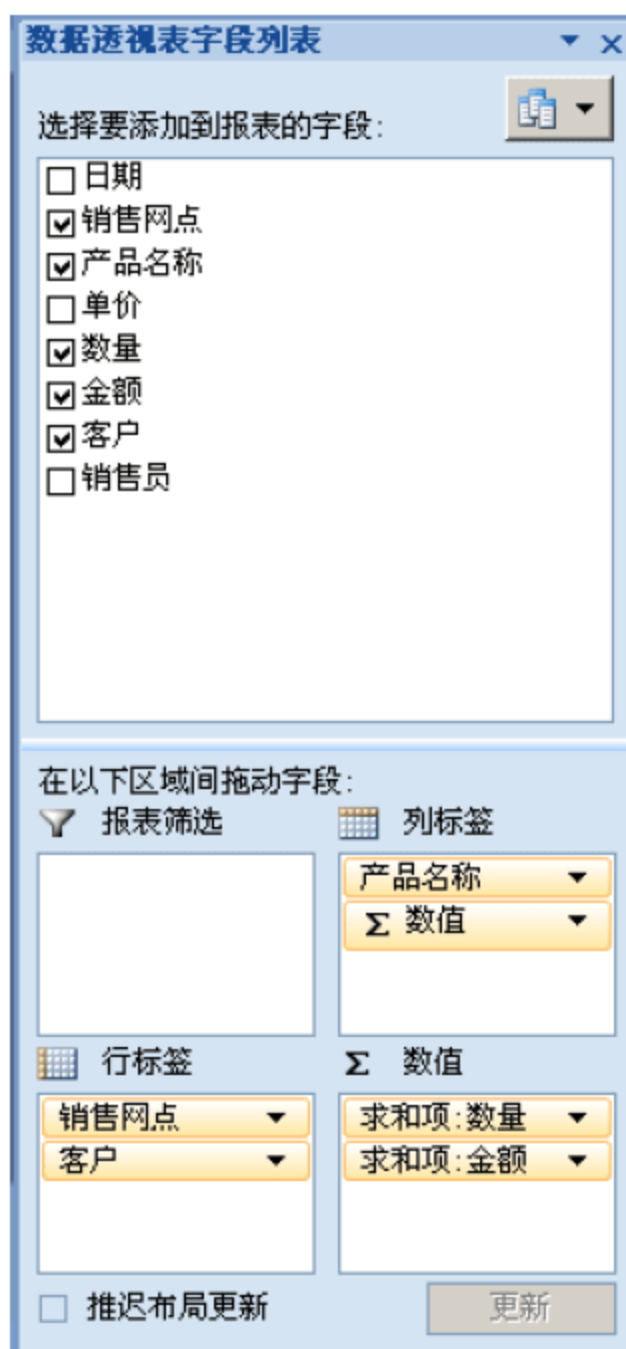 数据透视表字段列表
选择要添加到报表的字段:
日期
销售网点
产品名称
单价
数量
金额
客户
销售员
在以下区域间拖动字段:
报表筛选
列标签
产品名称
Σ 数值
行标签
Σ 数值
销售网点
客户
求和项:数量
求和项:金额
推迟布局更新
更新